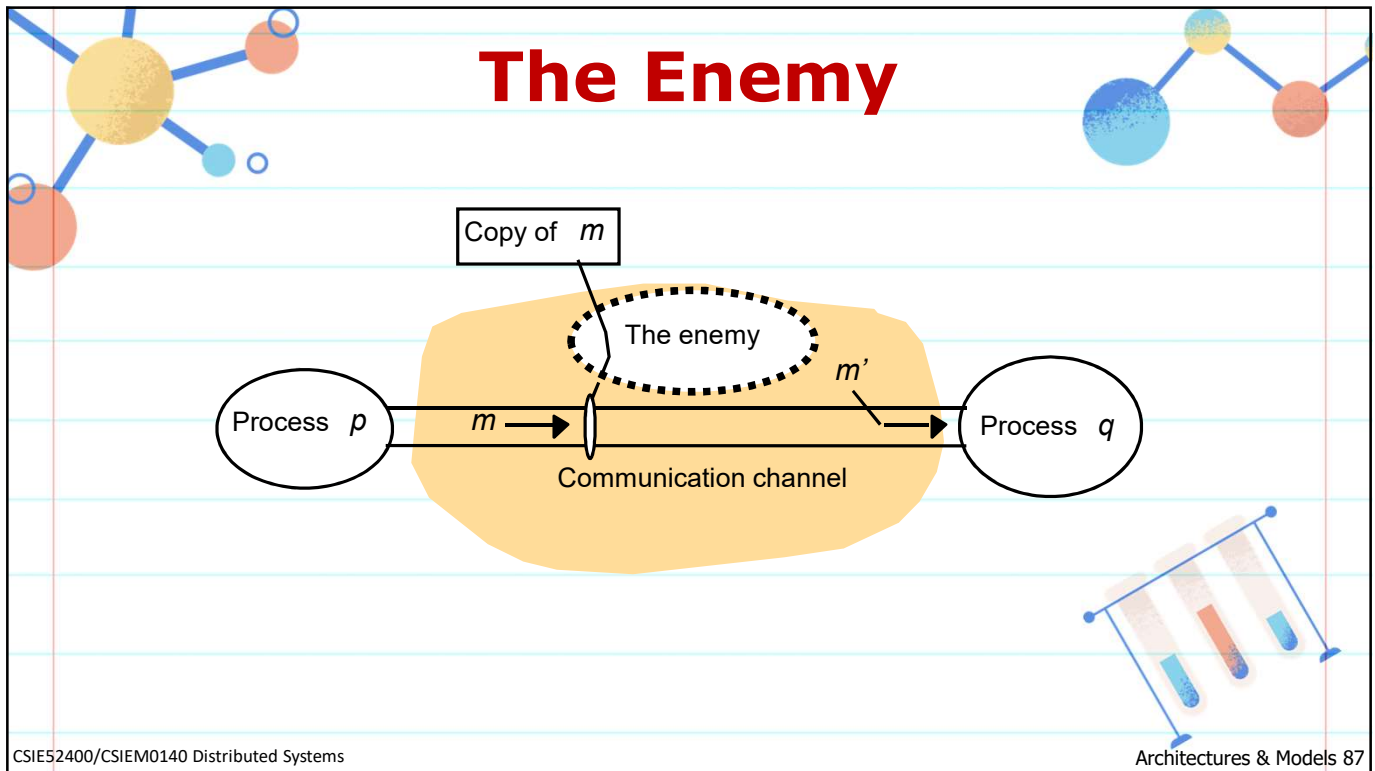 The Enemy
Copy of m
The enemy
m’
Process p
m
Process q
Communication channel
CSIE52400/CSIEM0140 Distributed Systems
Architectures & Models 87